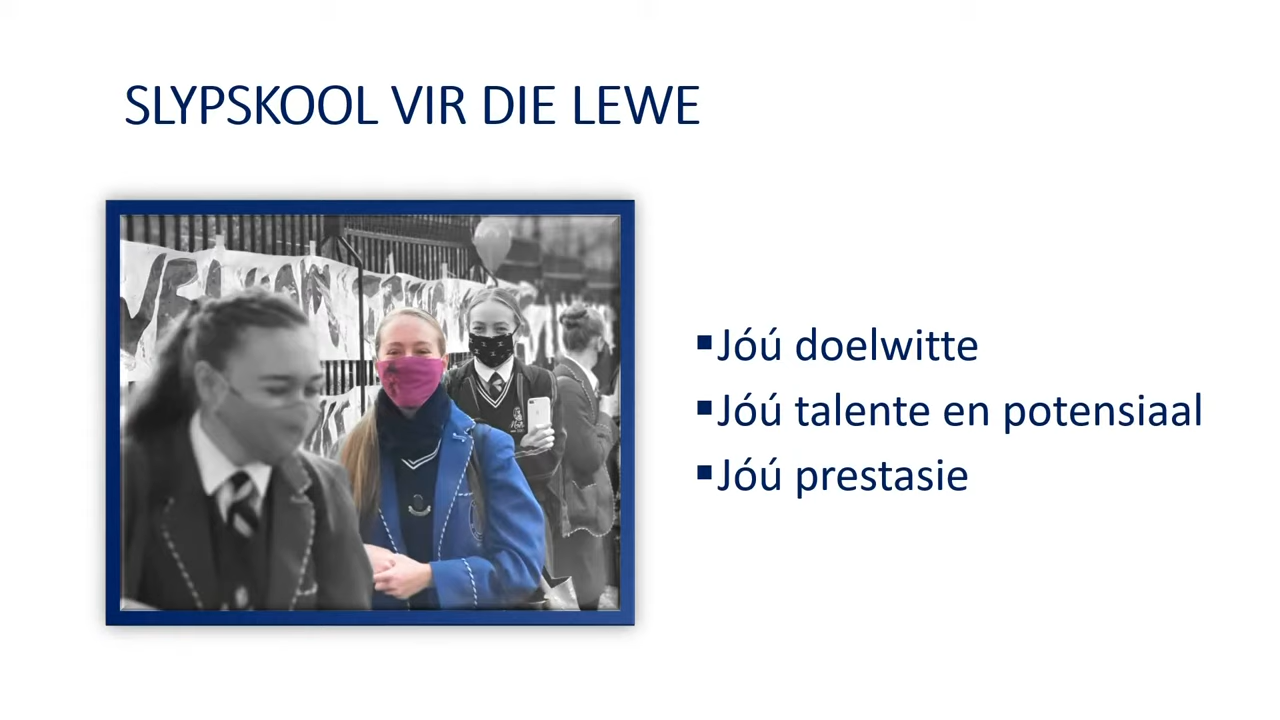 SLYPSKOOL VIR DIE LEWE
▪Jóú doelwitte
▪Jóú talente en potensiaal
▪Jóú prestasie